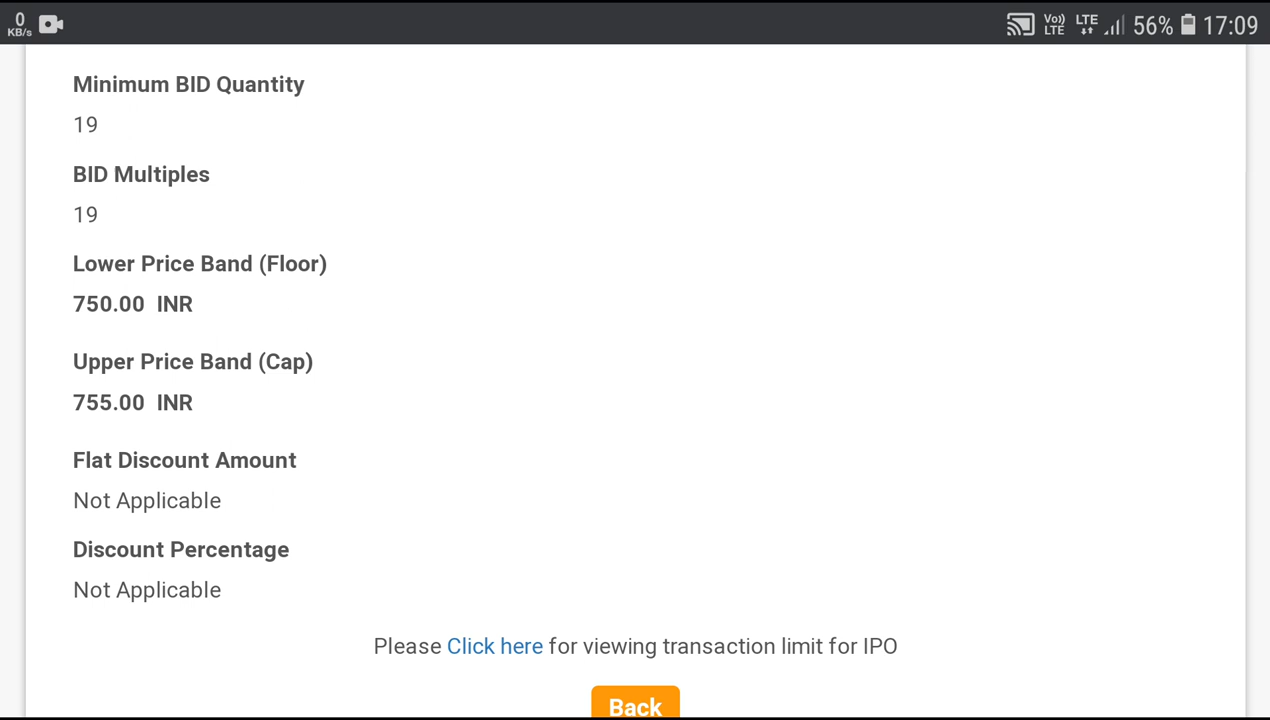 0
KB/s
Vo))
LTE
LTE
56%
17:09
Minimum BID Quantity
19
BID Multiples
19
Lower Price Band (Floor)
750.00 INR
Upper Price Band (Cap)
755.00 INR
Flat Discount Amount
Not Applicable
Discount Percentage
Not Applicable
Please Click here for viewing transaction limit for IPO
Back